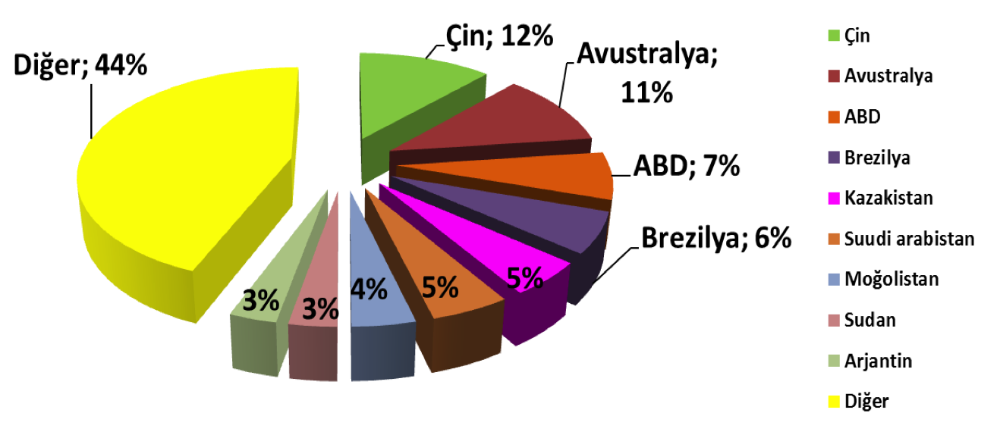 Çin; 12%
Avustralya;
11%
Diğer; 44%
ABD; 7%
Brezilya; 6%
5%
5%
4%
3%
3%
Çin
Avustralya
ABD
Brezilya
Kazakistan
Suudi arabistan
Moğolistan
Sudan
Arjantin
Diğer